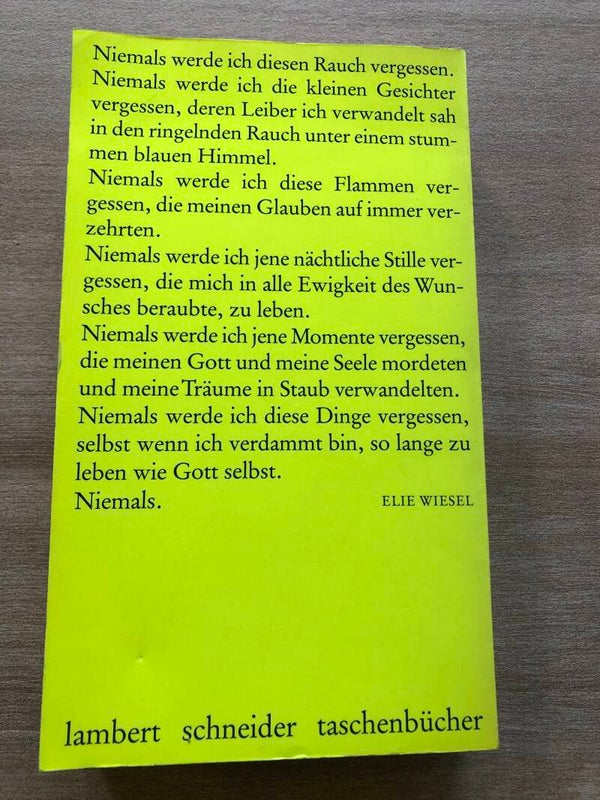 Niemals werde ich diesen Rauch vergessen.
Niemals werde ich die kleinen Gesichter
vergessen, deren Leiber ich verwandelt sah
in den ringelnden Rauch unter einem stum-
men blauen Himmel.
Niemals werde ich diese Flammen ver-
gessen, die meinen Glauben auf immer ver-
zehrten.
Niemals werde ich jene nächtliche Stille ver-
gessen, die mich in alle Ewigkeit des Wun-
sches beraubte, zu leben.
Niemals werde ich jene Momente vergessen,
die meinen Gott und meine Seele mordeten
und meine Träume in Staub verwandelten.
Niemals werde ich diese Dinge vergessen,
selbst wenn ich verdammt bin, so lange zu
leben wie Gott selbst.
Niemals. ELIE WIESEL
lambert schneider taschenbücher